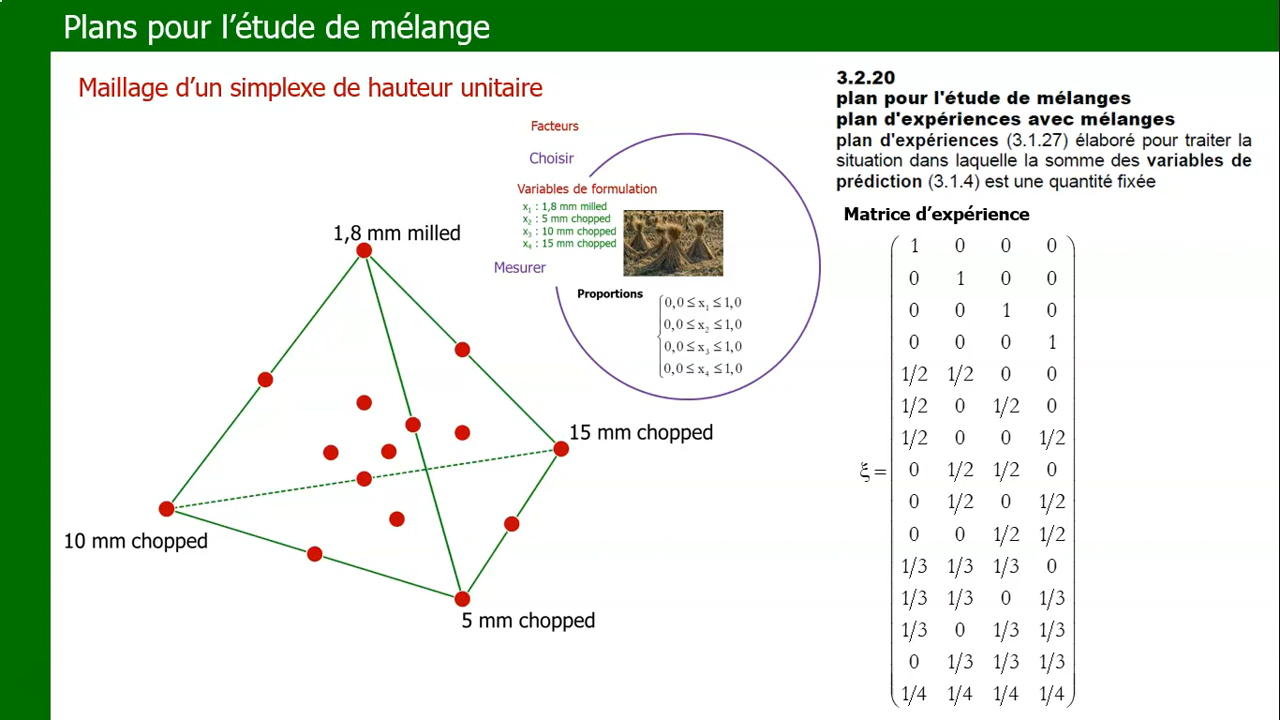 Plans pour l’étude de mélange
Maillage d’un simplexe de hauteur unitaire
1,8 mm milled
15 mm chopped
10 mm chopped
5 mm chopped
Facteurs
Choisir
Variables de formulation
x₁ : 1,8 mm milled
x₂ : 5 mm chopped
x₃ : 10 mm chopped
x₄ : 15 mm chopped
Mesurer
Proportions
0,0 ≤ x₁ ≤ 1,0
0,0 ≤ x₂ ≤ 1,0
0,0 ≤ x₃ ≤ 1,0
0,0 ≤ x₄ ≤ 1,0
3.2.20
plan pour l'étude de mélanges
plan d'expériences avec mélanges
plan d'expériences (3.1.27) élaboré pour traiter la
situation dans laquelle la somme des variables de
prédiction (3.1.4) est une quantité fixée
Matrice d’expérience
ξ =
1 0 0 0
0 1 0 0
0 0 1 0
0 0 0 1
1/2 1/2 0 0
1/2 0 1/2 0
1/2 0 0 1/2
0 1/2 1/2 0
0 1/2 0 1/2
0 0 1/2 1/2
1/3 1/3 1/3 0
1/3 1/3 0 1/3
1/3 0 1/3 1/3
0 1/3 1/3 1/3
1/4 1/4 1/4 1/4